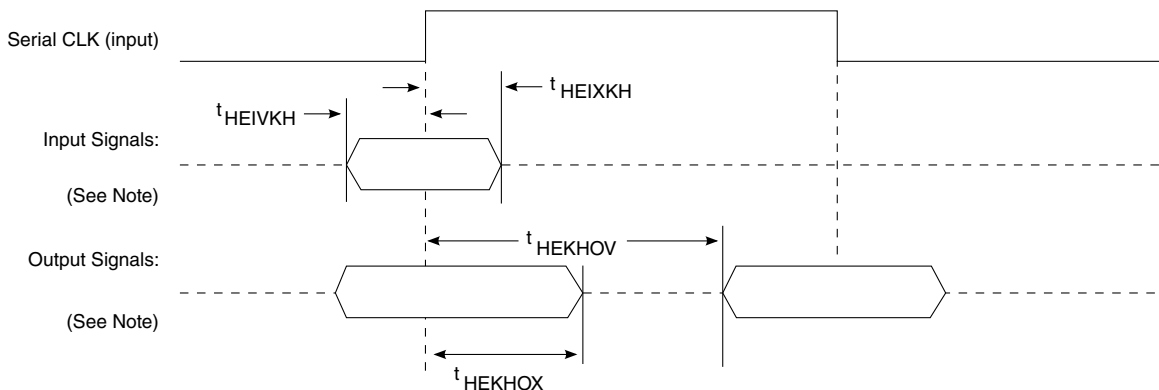 Serial CLK (input)
tHEIXKH
tHEIVKH
Input Signals:
(See Note)
tHEKHOV
Output Signals:
(See Note)
tHEKHOX